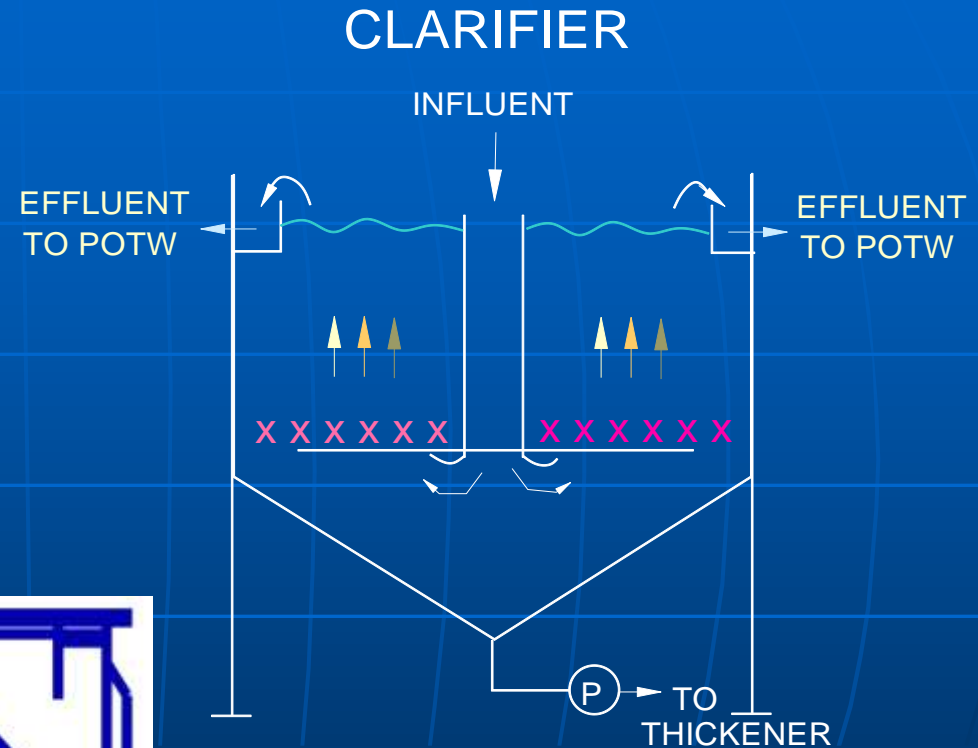 CLARIFIER
INFLUENT
EFFLUENT
TO POTW
EFFLUENT
TO POTW
X X X X X X
X X X X X X
P
TO
THICKENER